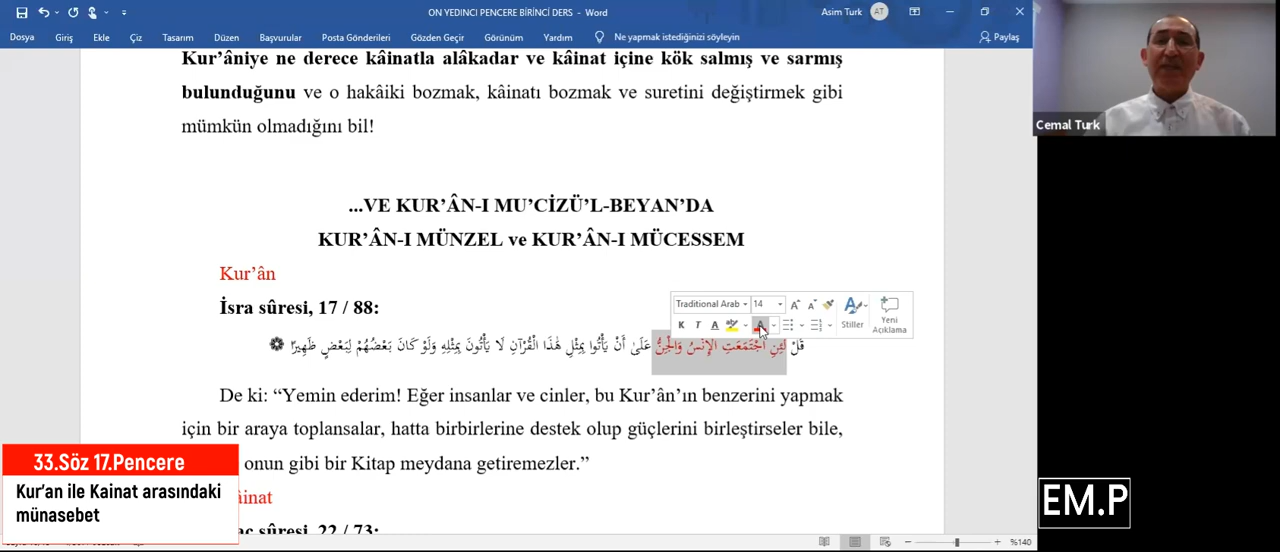 ON YEDINCI PENCERE BİRİNCİ DERS - Word
Asim Turk
AT
Dosya Giriş Ekle Çiz Tasarım Düzen Başvurular Posta Gönderileri Gözden Geçir Görünüm Yardım Ne yapmak istediğinizi söyleyin Paylaş
Kur’âniye ne derece kâinatla alâkadar ve kâinat içine kök salmış ve sarmış
bulunduğunu ve o hakâiki bozmak, kâinatı bozmak ve suretini değiştirmek gibi
mümkün olmadığını bil!
Cemal Turk
...VE KUR’ÂN-I MU’CİZÜ’L-BEYAN’DA
KUR’ÂN-I MÜNZEL ve KUR’ÂN-I MÜCESSEM
Kur’ân
İsra sûresi, 17 / 88:
Traditional Arab 14
K T A A Stiller Yeni
Açıklama
قُلْ لَئِنِ اجْتَمَعَتِ الْاِنْسُ وَالْجِنُّ عَلٰى أَنْ يَأْتُوا بِمِثْلِ هٰذَا الْقُرْآنِ لَا يَأْتُونَ بِمِثْلِهِ وَلَوْ كَانَ بَعْضُهُمْ لِبَعْضٍ ظَهِيرًا
De ki: “Yemin ederim! Eğer insanlar ve cinler, bu Kur’ân’ın benzerini yapmak
için bir araya toplansalar, hatta birbirlerine destek olup güçlerini birleştirseler bile,
onun gibi bir Kitap meydana getiremezler.”
33.Söz 17.Pencere
Kur’an ile Kainat arasındaki
münasebet
EM.P
%140